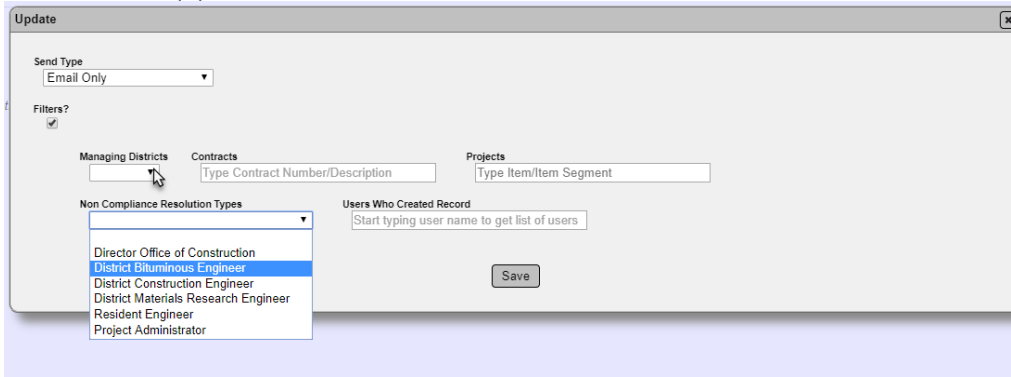 Update
Send Type
Email Only
Filters?
Managing Districts Contracts Projects
Type Contract Number/Description Type Item/Item Segment
Non Compliance Resolution Types Users Who Created Record
Start typing user name to get list of users
Director Office of Construction
District Bituminous Engineer
District Construction Engineer
District Materials Research Engineer
Resident Engineer
Project Administrator
Save